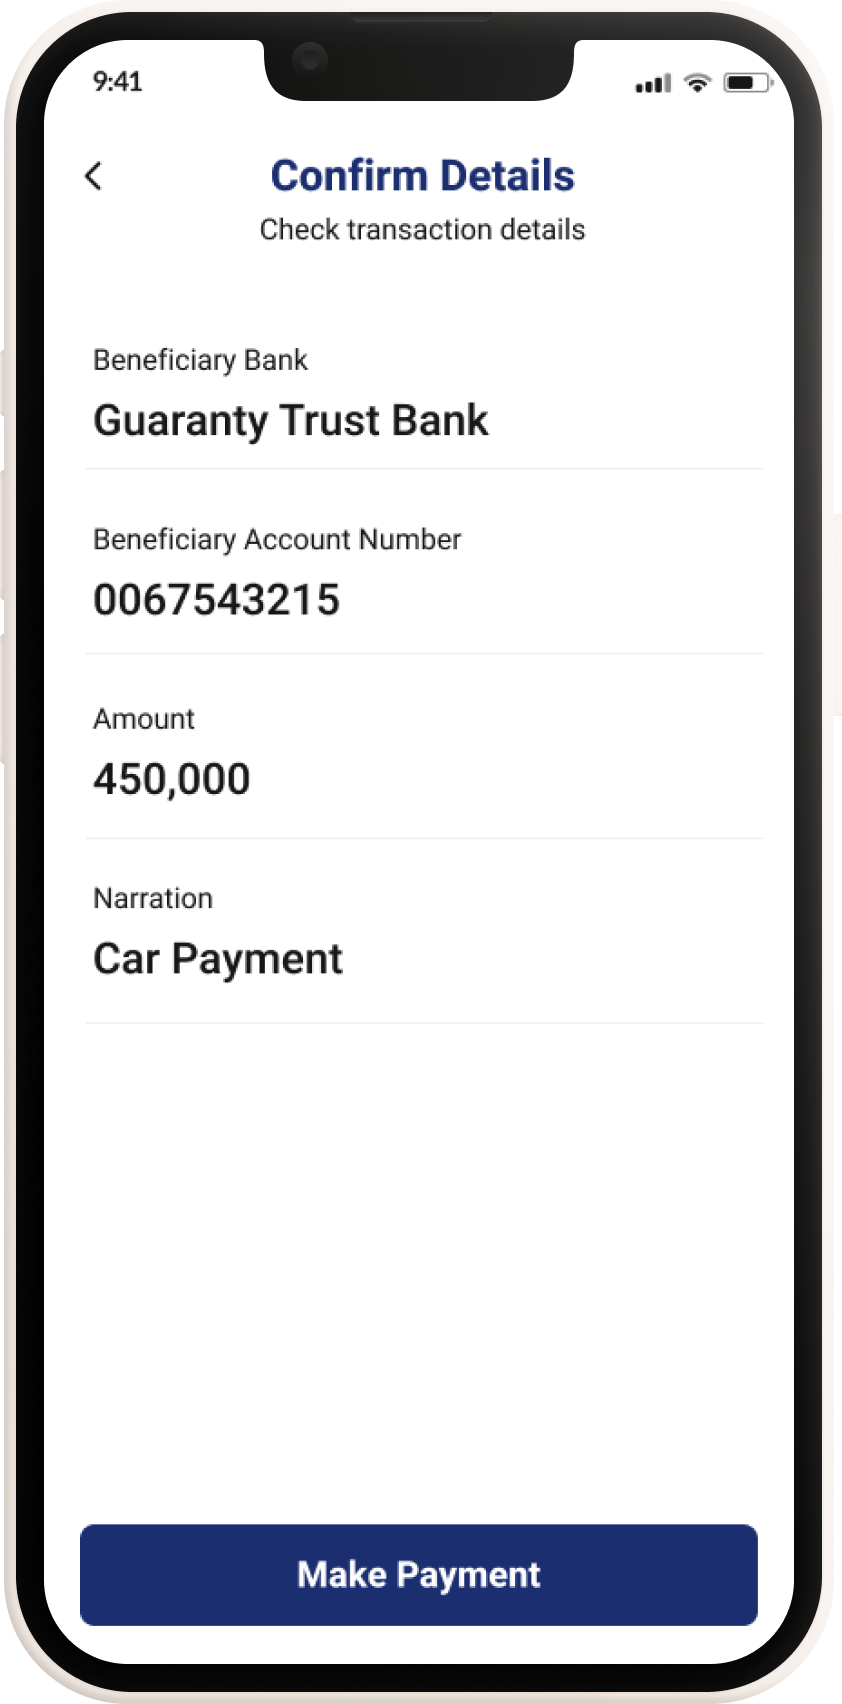 9:41
Confirm Details
Check transaction details
Beneficiary Bank
Guaranty Trust Bank
Beneficiary Account Number
0067543215
Amount
450,000
Narration
Car Payment
Make Payment